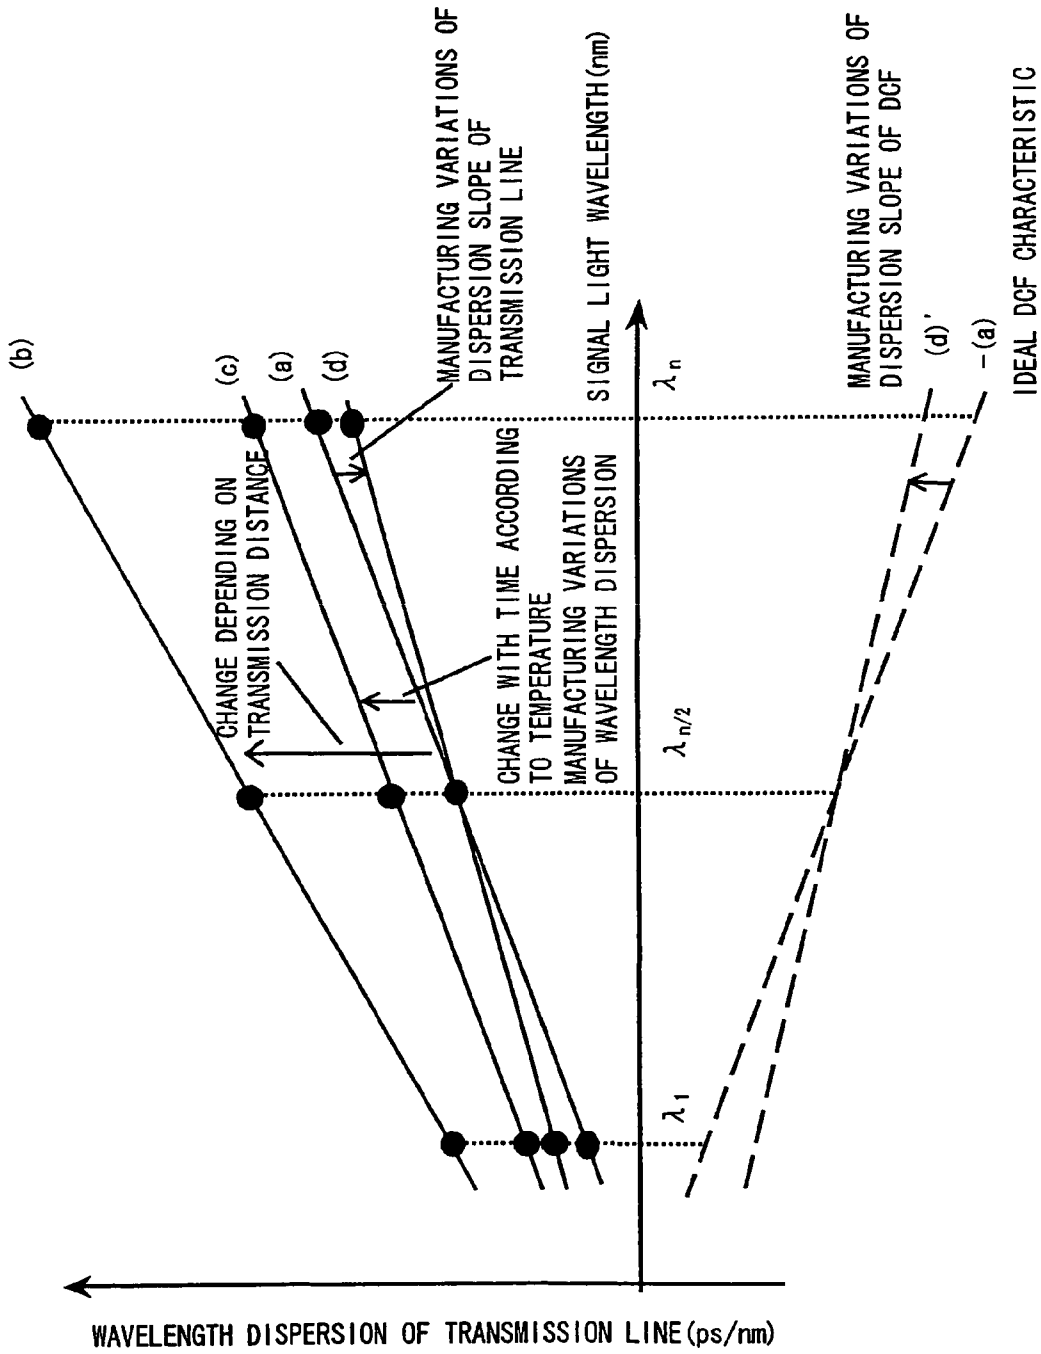 (b)
(c)
(a)
(d)
CHANGE DEPENDING ON
TRANSMISSION DISTANCE
MANUFACTURING VARIATIONS OF
DISPERSION SLOPE OF
TRANSMISSION LINE
CHANGE WITH TIME ACCORDING
TO TEMPERATURE
MANUFACTURING VARIATIONS
OF WAVELENGTH DISPERSION
SIGNAL LIGHT WAVELENGTH(nm)
λ1
λn/2
λn
MANUFACTURING VARIATIONS OF
DISPERSION SLOPE OF DCF
(d)'
-(a)
IDEAL DCF CHARACTERISTIC
WAVELENGTH DISPERSION OF TRANSMISSION LINE(ps/nm)